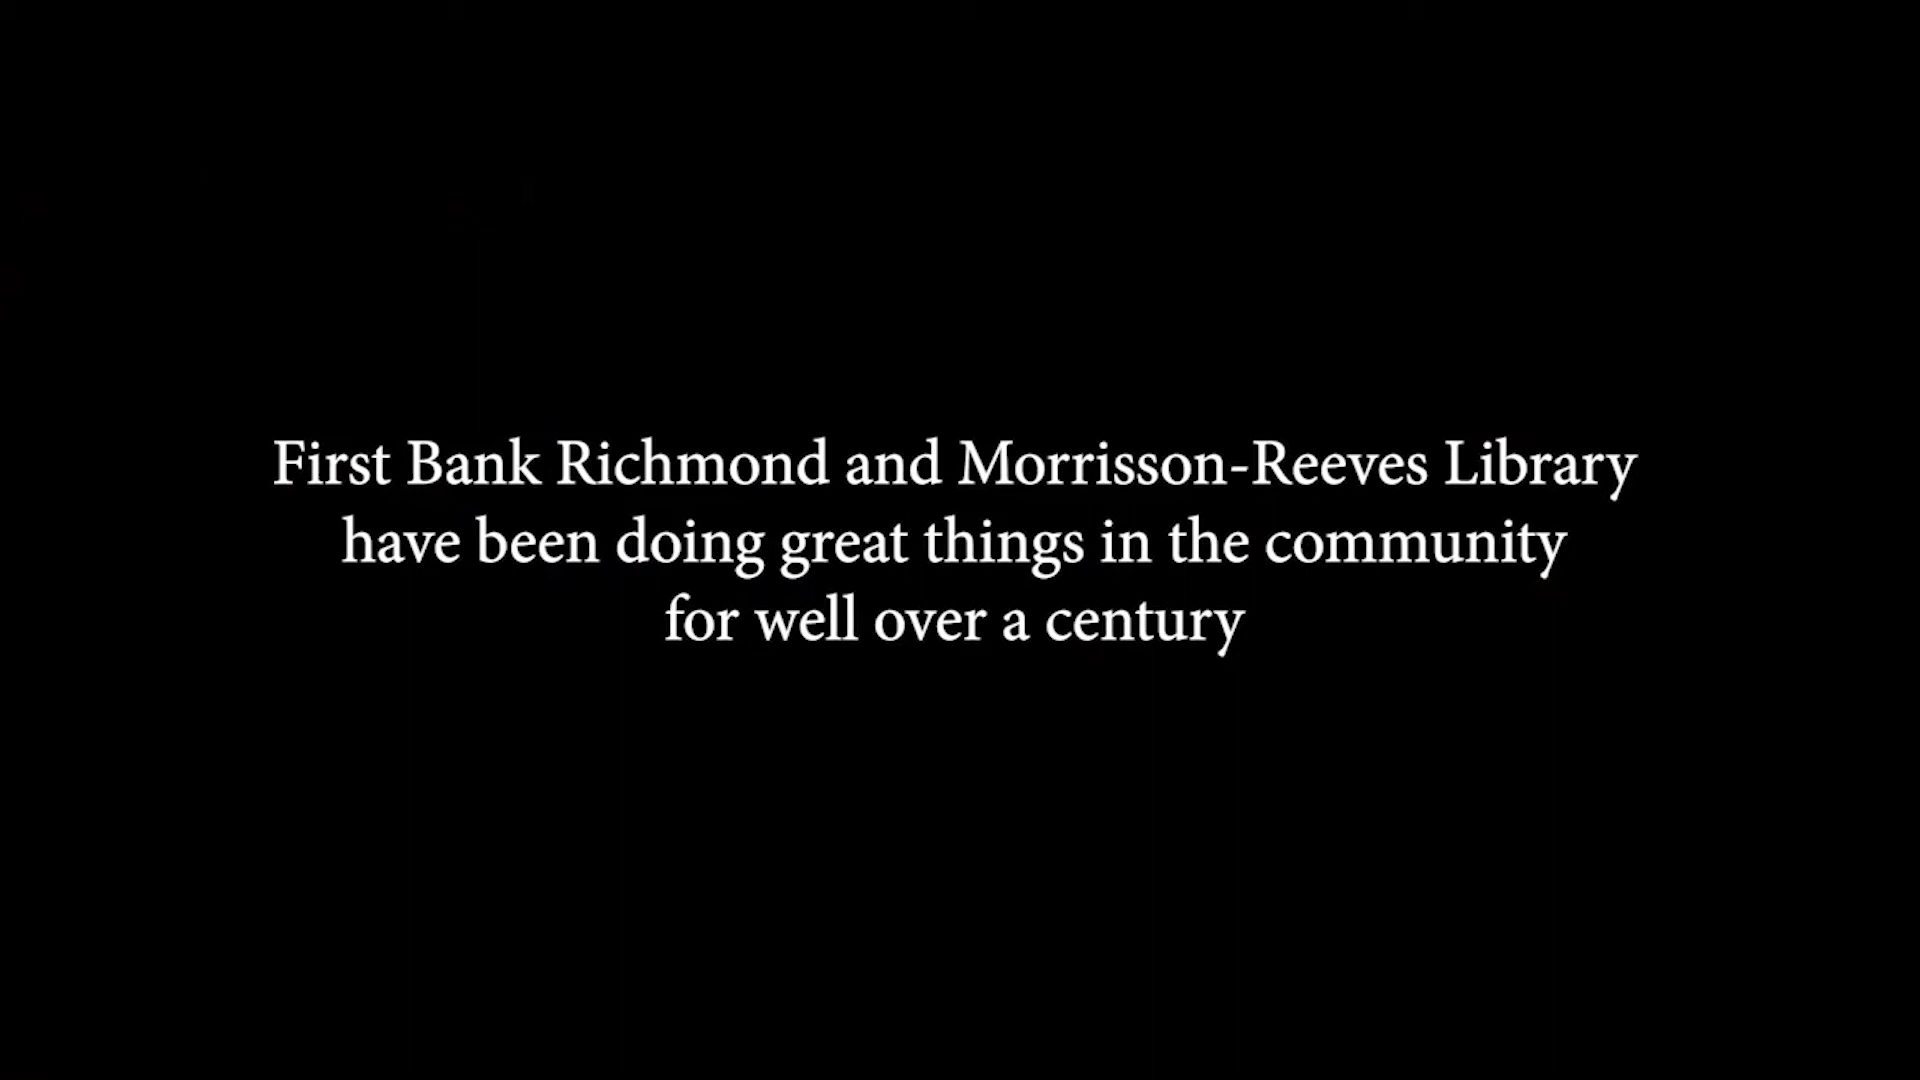 First Bank Richmond and Morrisson-Reeves Library
have been doing great things in the community
for well over a century